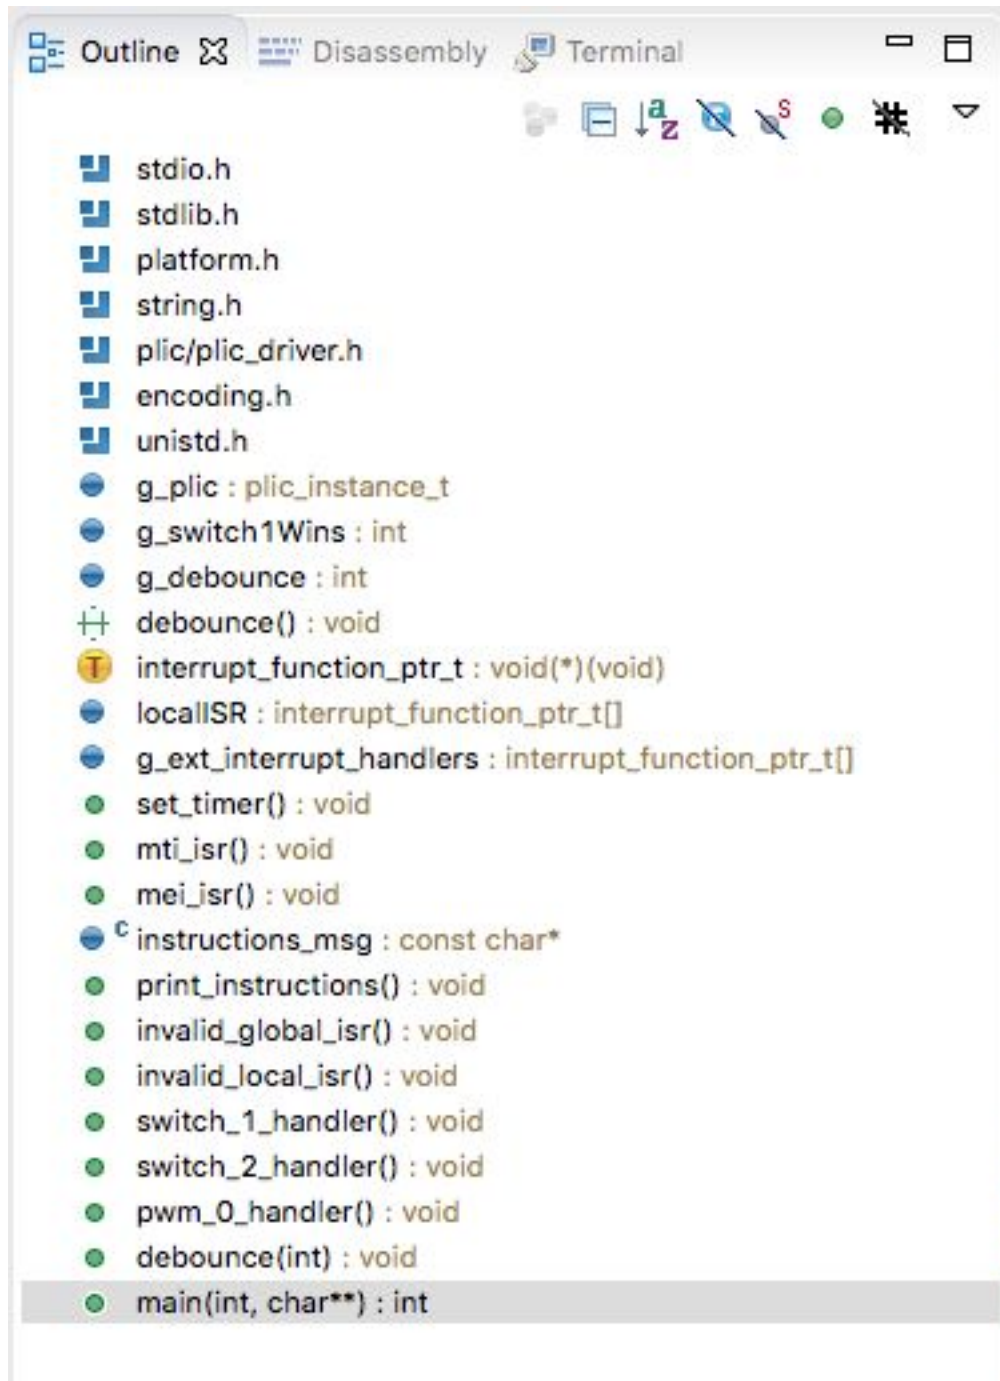 Outline Disassembly Terminal
a
z S
stdio.h
stdlib.h
platform.h
string.h
plic/plic_driver.h
encoding.h
unistd.h
g_plic : plic_instance_t
g_switch1Wins : int
g_debounce : int
debounce() : void
T interrupt_function_ptr_t : void(*)(void)
localISR : interrupt_function_ptr_t[]
g_ext_interrupt_handlers : interrupt_function_ptr_t[]
set_timer() : void
mti_isr() : void
mei_isr() : void
C instructions_msg : const char*
print_instructions() : void
invalid_global_isr() : void
invalid_local_isr() : void
switch_1_handler() : void
switch_2_handler() : void
pwm_0_handler() : void
debounce(int) : void
main(int, char**) : int